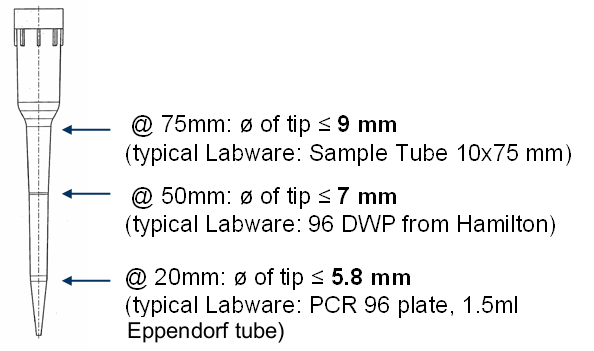 @ 75mm: ø of tip ≤ 9 mm
(typical Labware: Sample Tube 10x75 mm)
@ 50mm: ø of tip ≤ 7 mm
(typical Labware: 96 DWP from Hamilton)
@ 20mm: ø of tip ≤ 5.8 mm
(typical Labware: PCR 96 plate, 1.5ml
Eppendorf tube)